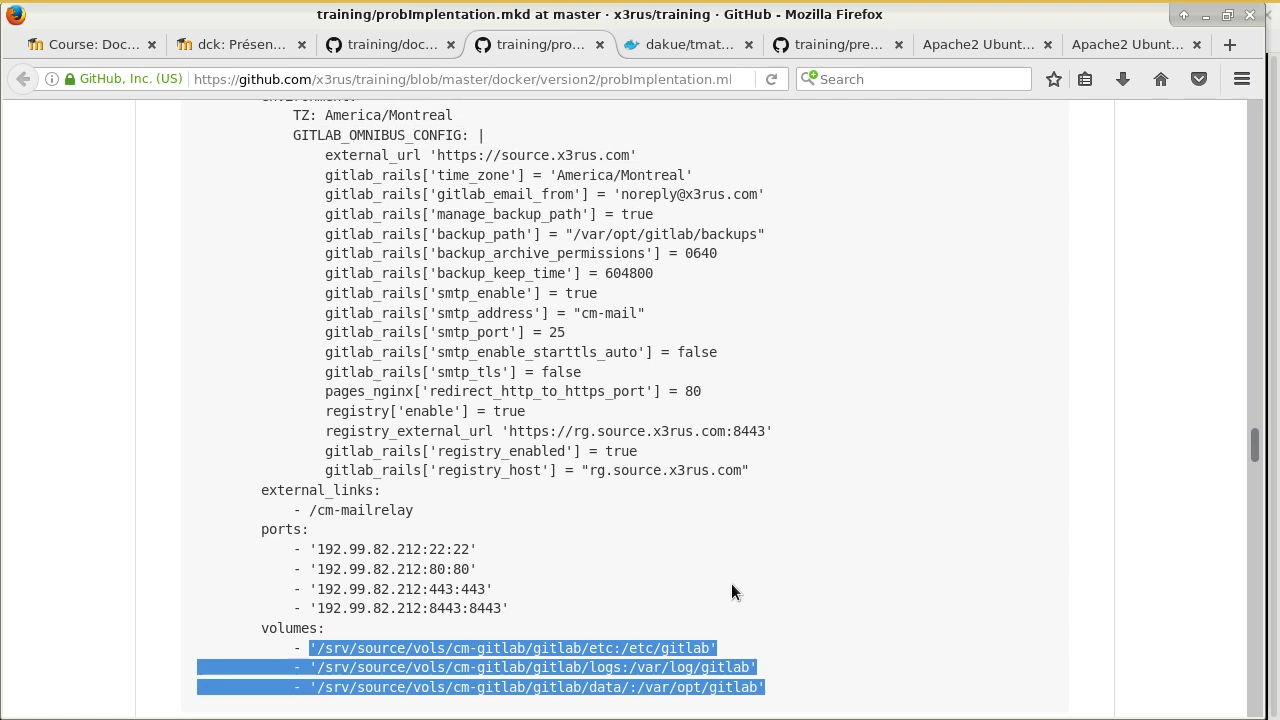 training/probImplentation.mkd at master · x3rus/training · GitHub - Mozilla Firefox
Course: Doc...
dck: Présen...
training/doc...
training/pro...
dakue/tmat...
training/pre...
Apache2 Ubunt...
Apache2 Ubunt...
GitHub, Inc. (US)
https://github.com/x3rus/training/blob/master/docker/version2/probImplentation.ml
Search
environment:
TZ: America/Montreal
GITLAB_OMNIBUS_CONFIG: |
external_url 'https://source.x3rus.com'
gitlab_rails['time_zone'] = 'America/Montreal'
gitlab_rails['gitlab_email_from'] = 'noreply@x3rus.com'
gitlab_rails['manage_backup_path'] = true
gitlab_rails['backup_path'] = "/var/opt/gitlab/backups"
gitlab_rails['backup_archive_permissions'] = 0640
gitlab_rails['backup_keep_time'] = 604800
gitlab_rails['smtp_enable'] = true
gitlab_rails['smtp_address'] = "cm-mail"
gitlab_rails['smtp_port'] = 25
gitlab_rails['smtp_enable_starttls_auto'] = false
gitlab_rails['smtp_tls'] = false
pages_nginx['redirect_http_to_https_port'] = 80
registry['enable'] = true
registry_external_url 'https://rg.source.x3rus.com:8443'
gitlab_rails['registry_enabled'] = true
gitlab_rails['registry_host'] = "rg.source.x3rus.com"
external_links:
- /cm-mailrelay
ports:
- '192.99.82.212:22:22'
- '192.99.82.212:80:80'
- '192.99.82.212:443:443'
- '192.99.82.212:8443:8443'
volumes:
- '/srv/source/vols/cm-gitlab/gitlab/etc:/etc/gitlab'
- '/srv/source/vols/cm-gitlab/gitlab/logs:/var/log/gitlab'
- '/srv/source/vols/cm-gitlab/gitlab/data/:/var/opt/gitlab'